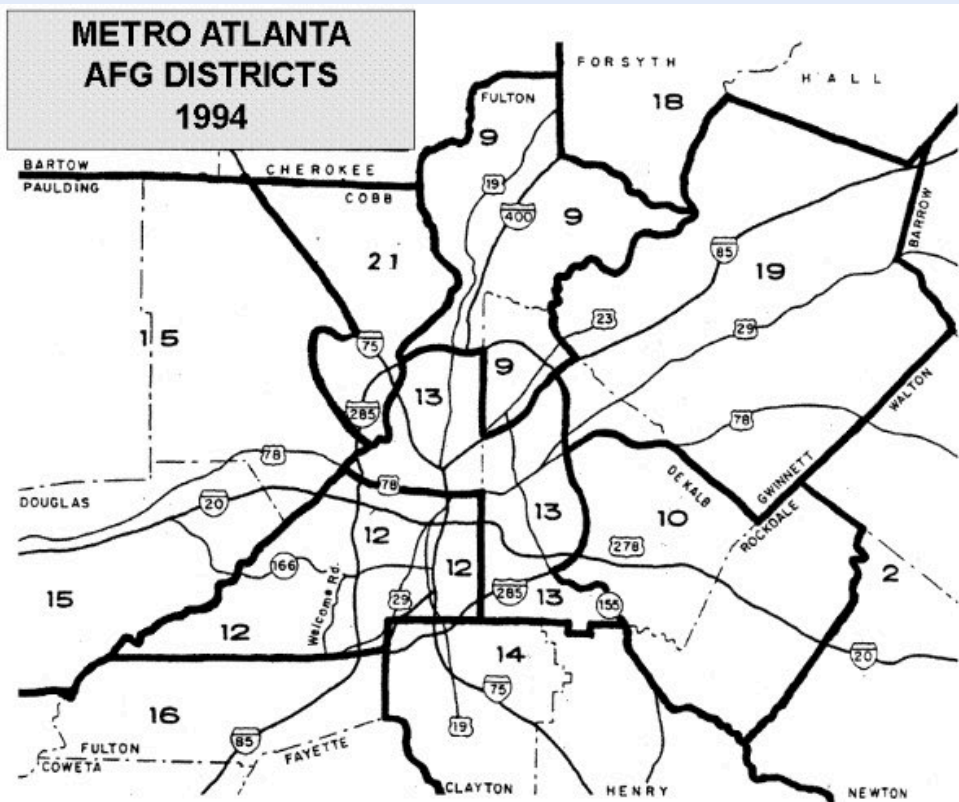 METRO ATLANTA
AFG DISTRICTS
1994
FORSYTH
HALL
FULTON
18
9
BARTOW
CHEROKEE
PAULDING
COBB
19
400
9
BARROW
21
85
19
23
29
15
75
9
13
285
WALTON
78
78
78
DE KALB
GWINNETT
DOUGLAS
20
13
10
ROCKDALE
12
278
166
12
2
Welcome Rd.
29
285
13
155
15
12
14
20
75
16
19
85
FULTON
FAYETTE
COWETA
CLAYTON
HENRY
NEWTON